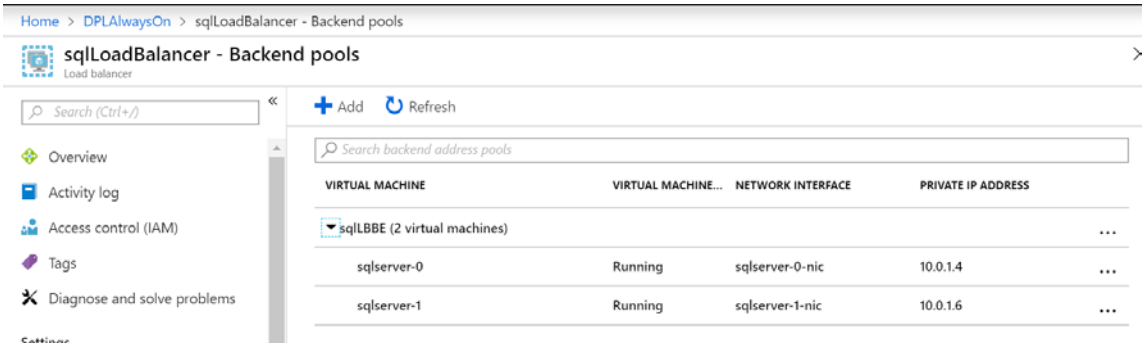 Home > DPLAlwaysOn > sqlLoadBalancer - Backend pools
sqlLoadBalancer - Backend pools
Load balancer
Search (Ctrl+/)
«
Add
Refresh
Overview
Activity log
Access control (IAM)
Tags
Diagnose and solve problems
Settings
Search backend address pools
VIRTUAL MACHINE VIRTUAL MACHINE... NETWORK INTERFACE PRIVATE IP ADDRESS
sqlLBBE (2 virtual machines) ...
sqlserver-0 Running sqlserver-0-nic 10.0.1.4 ...
sqlserver-1 Running sqlserver-1-nic 10.0.1.6 ...